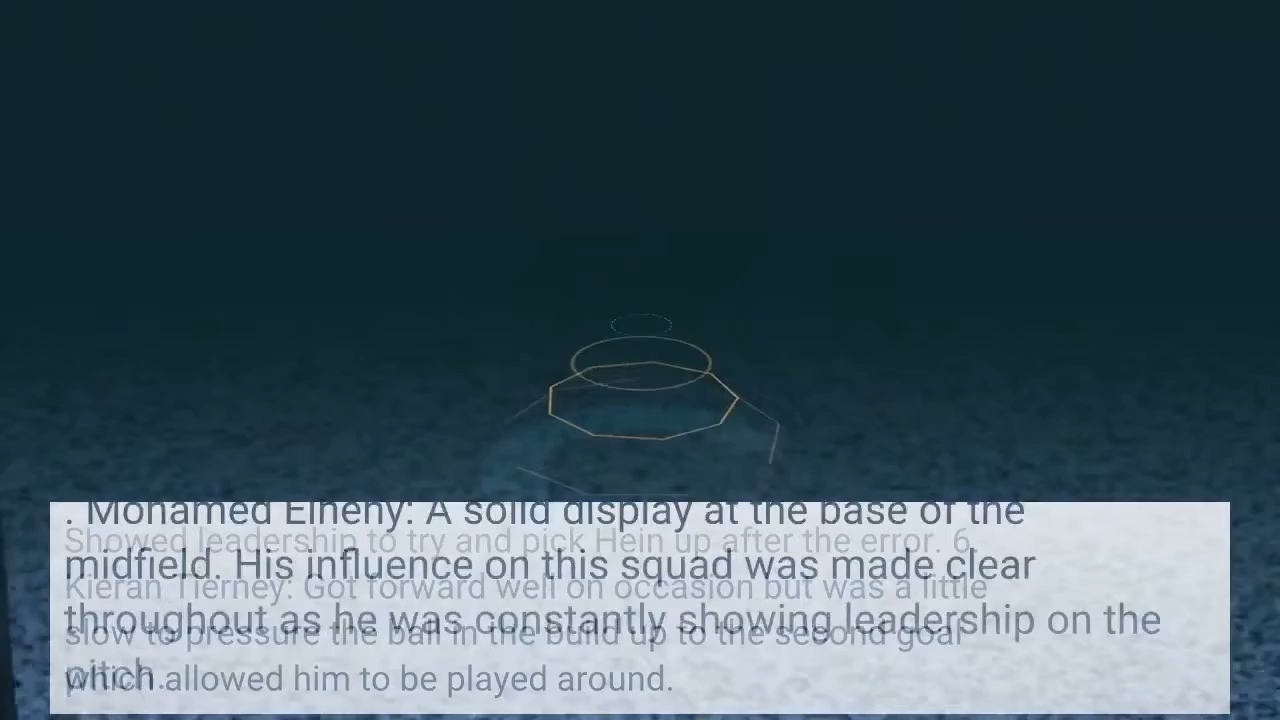 . Mohamed Elneny: A solid display at the base of the
midfield. His influence on this squad was made clear
throughout as he was constantly showing leadership on the
pitch.
Showed leadership to try and pick Hein up after the error. 6
Kieran Tierney: Got forward well on occasion but was a little
slow to pressure the ball in the build up to the second goal
which allowed him to be played around.